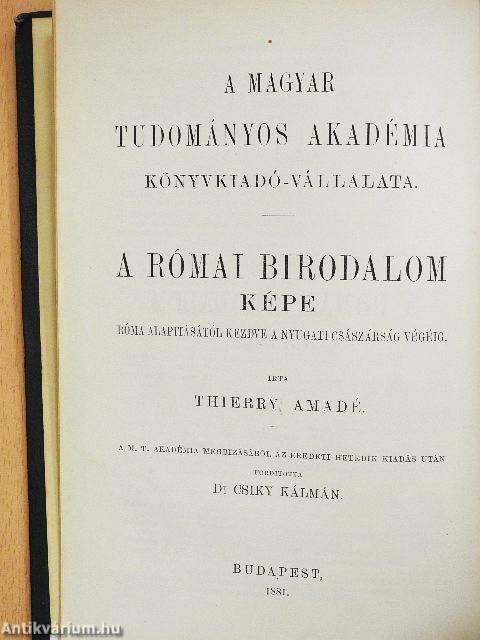 A MAGYAR
TUDOMÁNYOS AKADÉMIA
KÖNYVKIADÓ-VÁLLALATA.
A RÓMAI BIRODALOM
KÉPE
RÓMA ALAPITÁSÁTÓL KEZDVE A NYUGATI CSÁSZÁRSÁG VÉGÉIG.
IRTA
THIERRY AMADÉ.
A M. T. AKADÉMIA MEGBIZÁSÁBÓL AZ EREDETI HETEDIK KIADÁS UTÁN
FORDITOTTA
Dr CSIKY KÁLMÁN.
BUDAPEST,
1881.
Antikvárium.hu